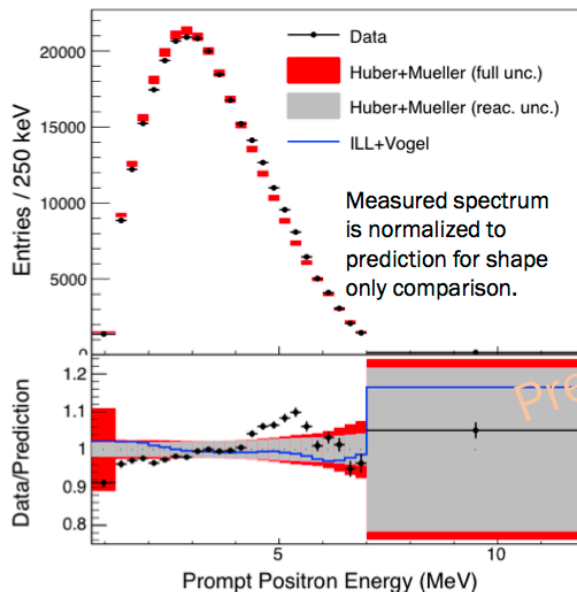 20000
15000
10000
5000
0
Entries / 250 keV
Data
Huber+Mueller (full unc.)
Huber+Mueller (reac. unc.)
ILL+Vogel
Measured spectrum
is normalized to
prediction for shape
only comparison.
1.2
1.1
1
0.9
0.8
Data/Prediction
Pre
5
10
Prompt Positron Energy (MeV)